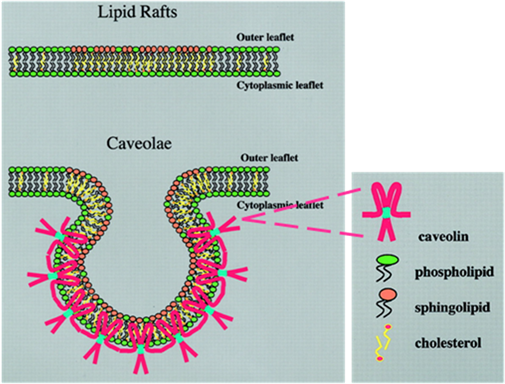 Lipid Rafts
Outer leaflet
Cytoplasmic leaflet
Caveolae
Outer leaflet
Cytoplasmic leaflet
caveolin
phospholipid
sphingolipid
cholesterol